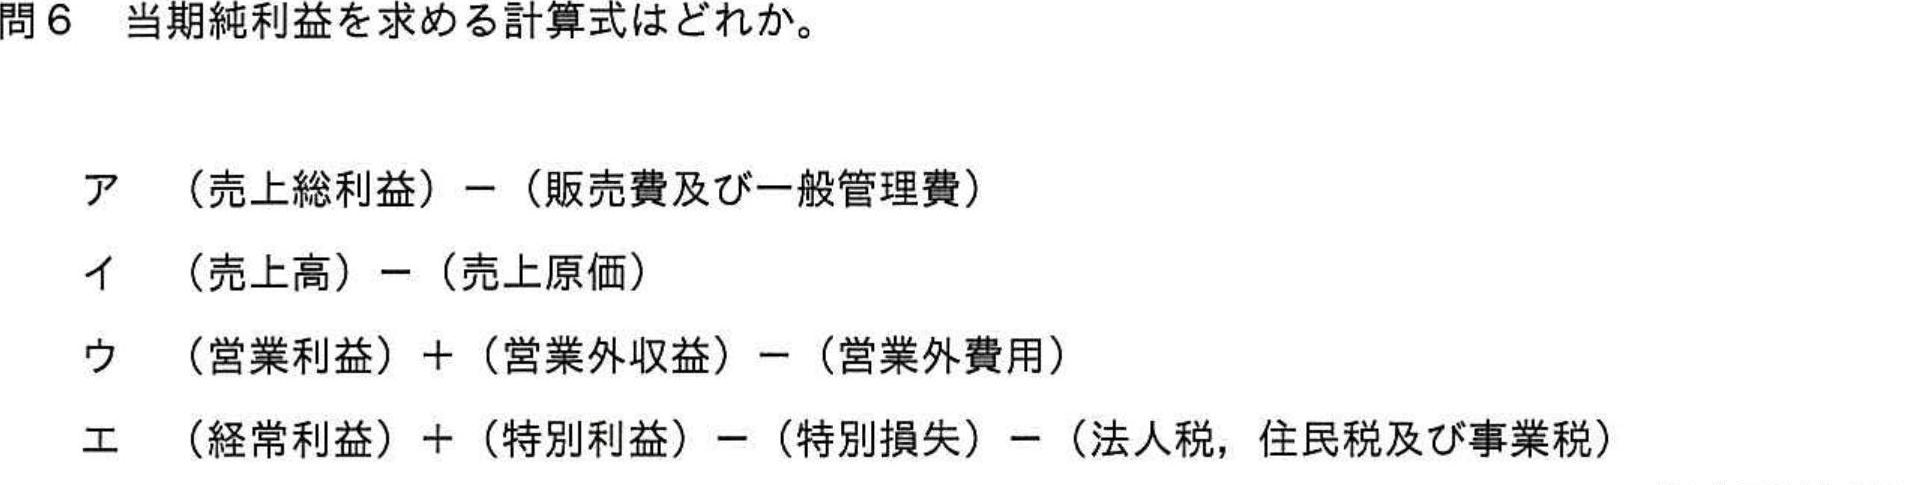 問６　当期純利益を求める計算式はどれか。
ア　（売上総利益）－（販売費及び一般管理費）
イ　（売上高）－（売上原価）
ウ　（営業利益）＋（営業外収益）－（営業外費用）
エ　（経常利益）＋（特別利益）－（特別損失）－（法人税，住民税及び事業税）